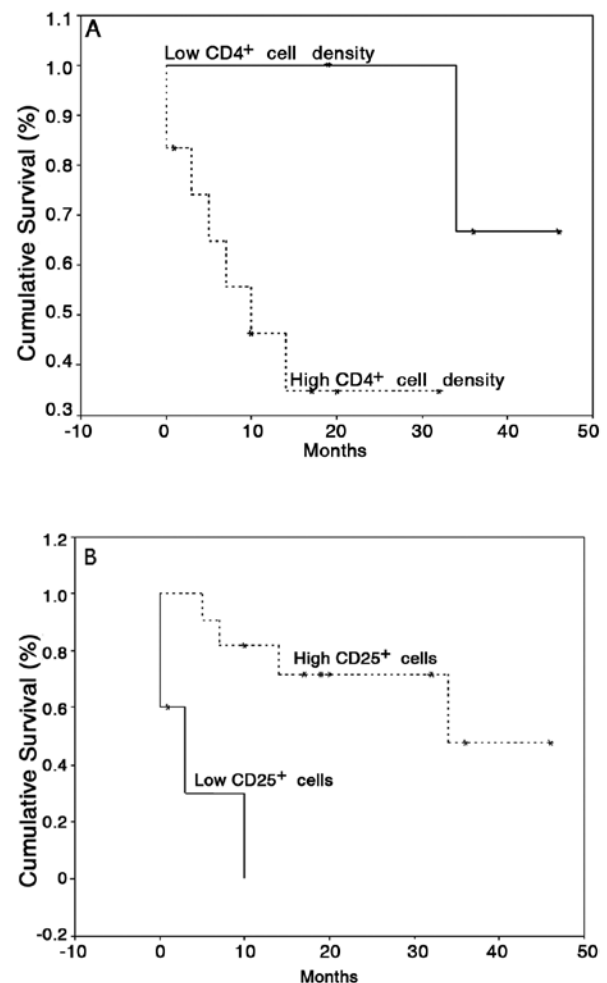 A
Cumulative Survival (%)
1.1
1.0
0.9
0.8
0.7
0.6
0.5
0.4
0.3
Low CD4+ cell density
High CD4+ cell density
-10 0 10 20 30 40 50
Months
B
Cumulative Survival (%)
1.2
1.0
0.8
0.6
0.4
0.2
0
-0.2
High CD25+ cells
Low CD25+ cells
-10 0 10 20 30 40 50
Months